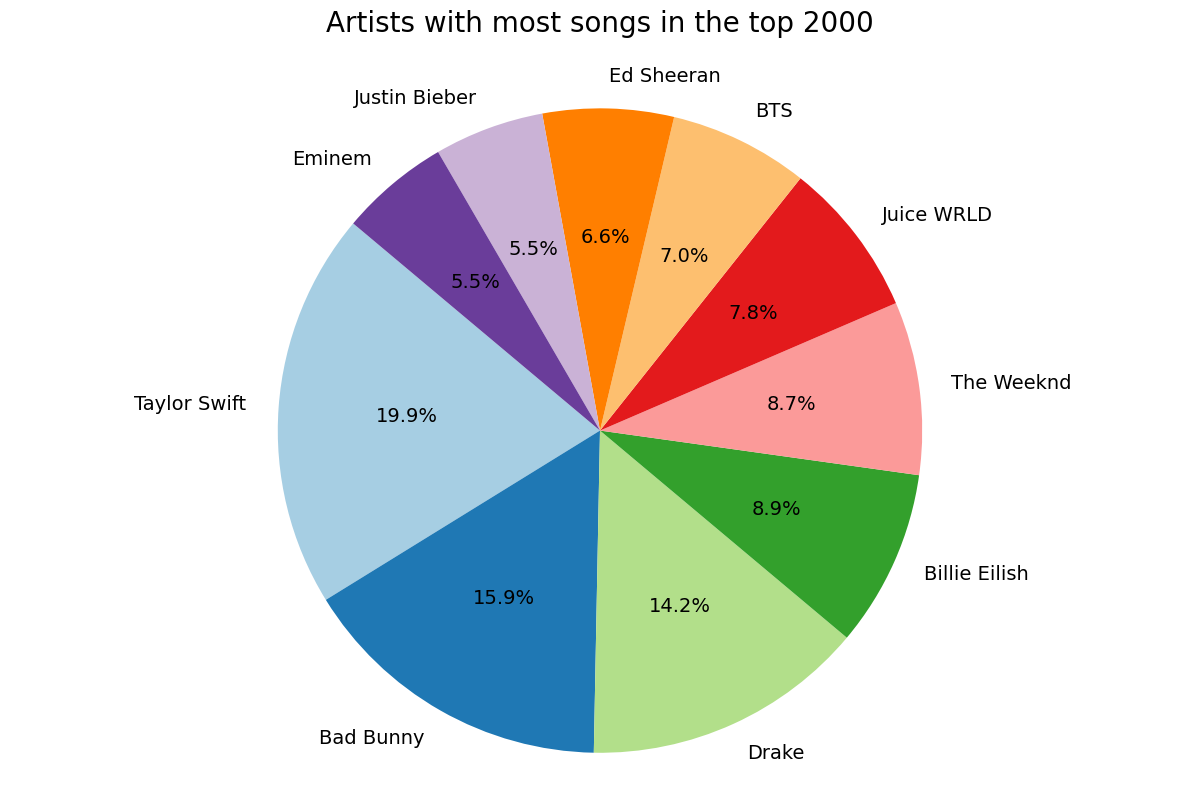 Artists with most songs in the top 2000
Ed Sheeran
Justin Bieber
BTS
Eminem
Juice WRLD
6.6%
5.5%
7.0%
5.5%
7.8%
The Weeknd
Taylor Swift
19.9%
8.7%
8.9%
Billie Eilish
15.9%
14.2%
Bad Bunny
Drake